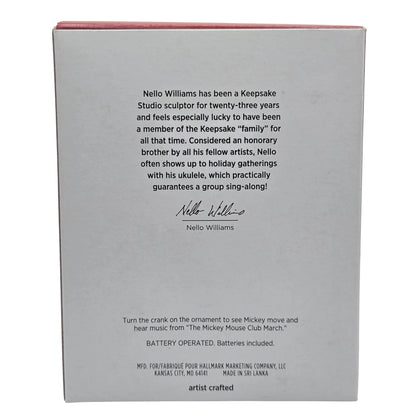 Nello Williams has been a Keepsake
Studio sculptor for twenty-three years
and feels especially lucky to have been
a member of the Keepsake “family” for
all that time. Considered an honorary
brother by all his fellow artists, Nello
often shows up to holiday gatherings
with his ukulele, which practically
guarantees a group sing-along!
Nello Williams
Nello Williams
Turn the crank on the ornament to see Mickey move and
hear music from "The Mickey Mouse Club March."
BATTERY OPERATED. Batteries included.
MFD. FOR/FABRIQUÉ POUR HALLMARK MARKETING COMPANY, LLC
KANSAS CITY, MO 64141 MADE IN SRI LANKA
artist crafted